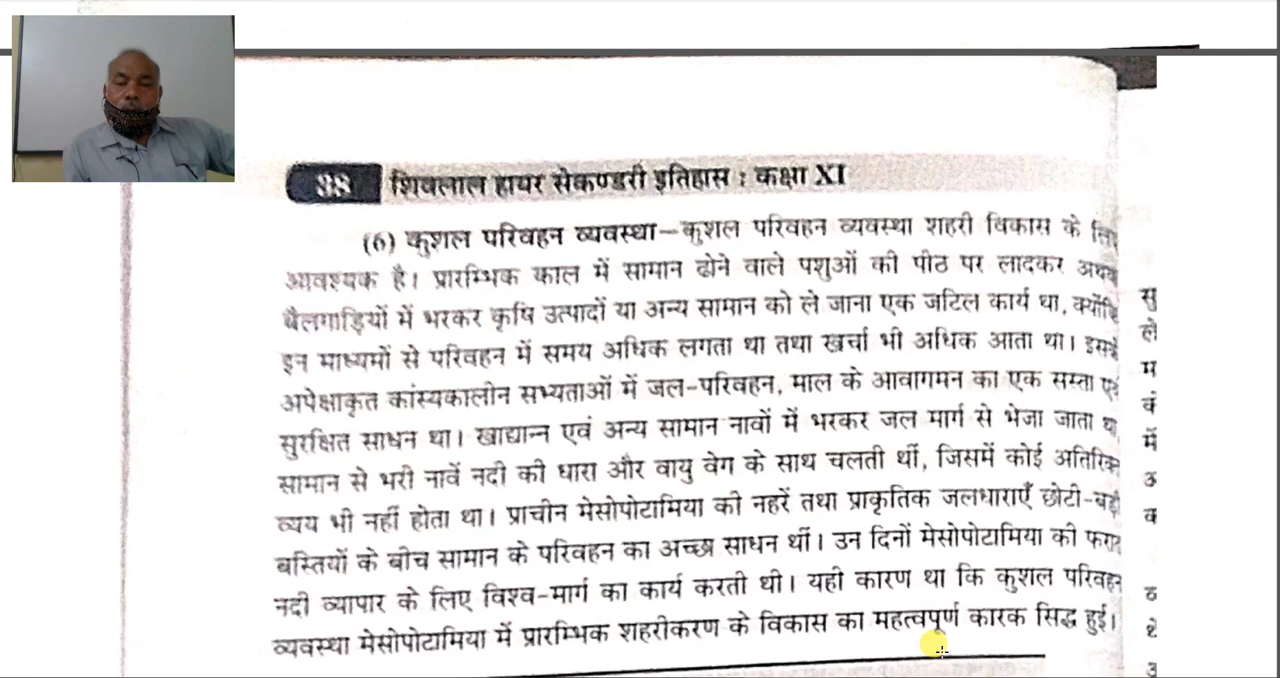 88 शिवलाल हायर सेकण्डरी इतिहास : कक्षा XI
(6) कुशल परिवहन व्यवस्था–कुशल परिवहन व्यवस्था शहरी विकास के
आवश्यक है। प्रारम्भिक काल में सामान ढोने वाले पशुओं की पीठ पर लादकर
बैलगाड़ियों में भरकर कृषि उत्पादों या अन्य सामान को ले जाना एक जटिल कार्य था,
इन माध्यमों से परिवहन में समय अधिक लगता था तथा खर्चा भी अधिक आता था।
अपेक्षाकृत कांस्यकालीन सभ्यताओं में जल-परिवहन, माल के आवागमन का एक सस्ता
सुरक्षित साधन था। खाद्यान्न एवं अन्य सामान नावों में भरकर जल मार्ग से भेजा जाता
सामान से भरी नावें नदी की धारा और वायु वेग के साथ चलती थीं, जिसमें कोई
व्यय भी नहीं होता था। प्राचीन मेसोपोटामिया की नहरें तथा प्राकृतिक जलधाराएँ
बस्तियों के बीच सामान के परिवहन का अच्छा साधन थीं। उन दिनों मेसोपोटामिया की
नदी व्यापार के लिए विश्व-मार्ग का कार्य करती थी। यही कारण था कि कुशल परिवहन
व्यवस्था मेसोपोटामिया में प्रारम्भिक शहरीकरण के विकास का महत्वपूर्ण कारक सिद्ध हुई।